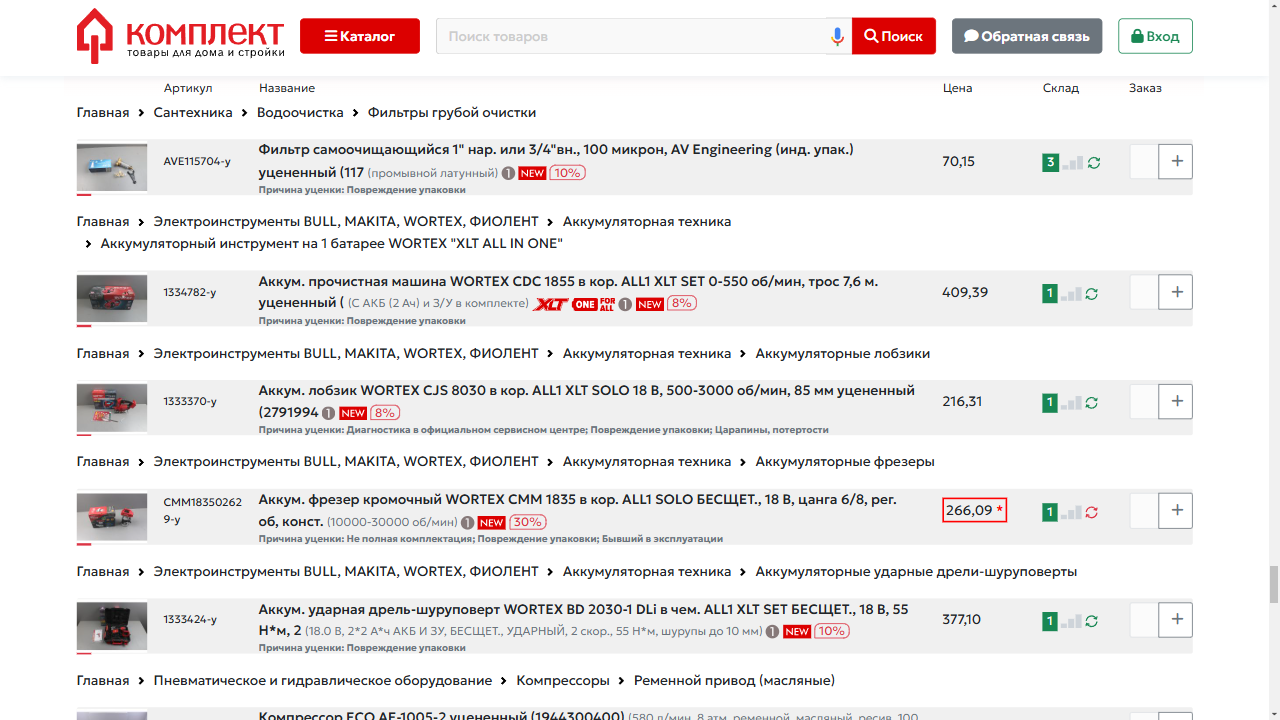 КОМПЛЕКТ
товары для дома и стройки
Каталог
Поиск товаров
Поиск
Обратная связь
Вход
Артикул Название Цена Склад Заказ
Главная Сантехника Водоочистка Фильтры грубой очистки
AVE115704-у
Фильтр самоочищающийся 1" нар. или 3/4"вн., 100 микрон, AV Engineering (инд. упак.)
уцененный (117 (промывной латунный) 1 NEW 10%
Причина уценки: Повреждение упаковки
70,15
3
+
Главная Электроинструменты BULL, MAKITA, WORTEX, ФИОЛЕНТ Аккумуляторная техника
Аккумуляторный инструмент на 1 батарее WORTEX "XLT ALL IN ONE"
1334782-у
Аккум. прочистная машина WORTEX CDC 1855 в кор. ALL1 XLT SET 0-550 об/мин, трос 7,6 м.
уцененный ( (С АКБ (2 Ач) и З/У в комплекте) XLT ONE FOR ALL 1 NEW 8%
Причина уценки: Повреждение упаковки
409,39
1
+
Главная Электроинструменты BULL, MAKITA, WORTEX, ФИОЛЕНТ Аккумуляторная техника Аккумуляторные лобзики
1333370-у
Аккум. лобзик WORTEX CJS 8030 в кор. ALL1 XLT SOLO 18 В, 500-3000 об/мин, 85 мм уцененный
(2791994 1 NEW 8%
Причина уценки: Диагностика в официальном сервисном центре; Повреждение упаковки; Царапины, потертости
216,31
1
+
Главная Электроинструменты BULL, MAKITA, WORTEX, ФИОЛЕНТ Аккумуляторная техника Аккумуляторные фрезеры
CMM18350262
9-у
Аккум. фрезер кромочный WORTEX CMM 1835 в кор. ALL1 SOLO БЕСЩЕТ., 18 В, цанга 6/8, рег.
об, конст. (10000-30000 об/мин) 1 NEW 30%
Причина уценки: Не полная комплектация; Повреждение упаковки; Бывший в эксплуатации
266,09 *
1
+
Главная Электроинструменты BULL, MAKITA, WORTEX, ФИОЛЕНТ Аккумуляторная техника Аккумуляторные ударные дрели-шуруповерты
1333424-у
Аккум. ударная дрель-шуруповерт WORTEX BD 2030-1 DLi в чем. ALL1 XLT SET БЕСЩЕТ., 18 В, 55
Н*м, 2 (18.0 В, 2*2 А*ч АКБ И ЗУ, БЕСЩЕТ., УДАРНЫЙ, 2 скор., 55 Н*м, шурупы до 10 мм) 1 NEW 10%
Причина уценки: Повреждение упаковки
377,10
1
+
Главная Пневматическое и гидравлическое оборудование Компрессоры Ременной привод (масляные)
Компрессор ECO AE-1005-2 уцененный (1944300400) (580 л/мин, 8 атм, ременной, масляный, ресив. 100